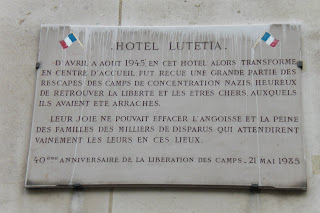 .HOTEL LUTETIA.
D'AVRIL A AOUT 1945, EN CET HOTEL ALORS TRANSFORME
EN CENTRE D'ACCUEIL FUT RECUE UNE GRANDE PARTIE DES
RESCAPES DES CAMPS DE CONCENTRATION NAZIS, HEUREUX
DE RETROUVER LA LIBERTE ET LES ETRES CHERS, AUXQUELS
ILS AVAIENT ETE ARRACHES.
LEUR JOIE NE POUVAIT EFFACER L'ANGOISSE ET LA PEINE
DES FAMILLES DES MILLIERS DE DISPARUS QUI ATTENDIRENT
VAINEMENT LES LEURS EN CES LIEUX.
40ème ANNIVERSAIRE DE LA LIBERATION DES CAMPS - 21 MAI 1985